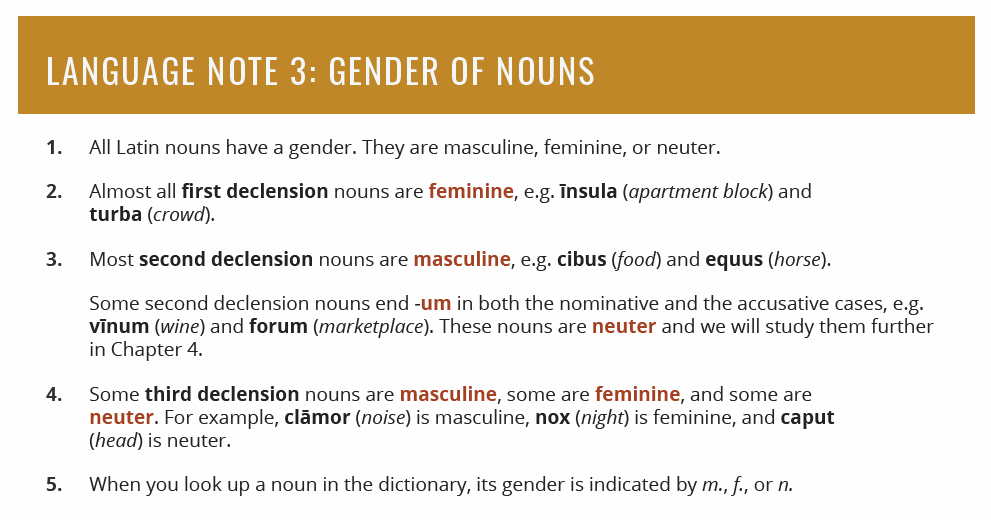 LANGUAGE NOTE 3: GENDER OF NOUNS
1. All Latin nouns have a gender. They are masculine, feminine, or neuter.
2. Almost all first declension nouns are feminine, e.g. īnsula (apartment block) and
turba (crowd).
3. Most second declension nouns are masculine, e.g. cibus (food) and equus (horse).
Some second declension nouns end -um in both the nominative and the accusative cases, e.g.
vīnum (wine) and forum (marketplace). These nouns are neuter and we will study them further
in Chapter 4.
4. Some third declension nouns are masculine, some are feminine, and some are
neuter. For example, clāmor (noise) is masculine, nox (night) is feminine, and caput
(head) is neuter.
5. When you look up a noun in the dictionary, its gender is indicated by m., f., or n.